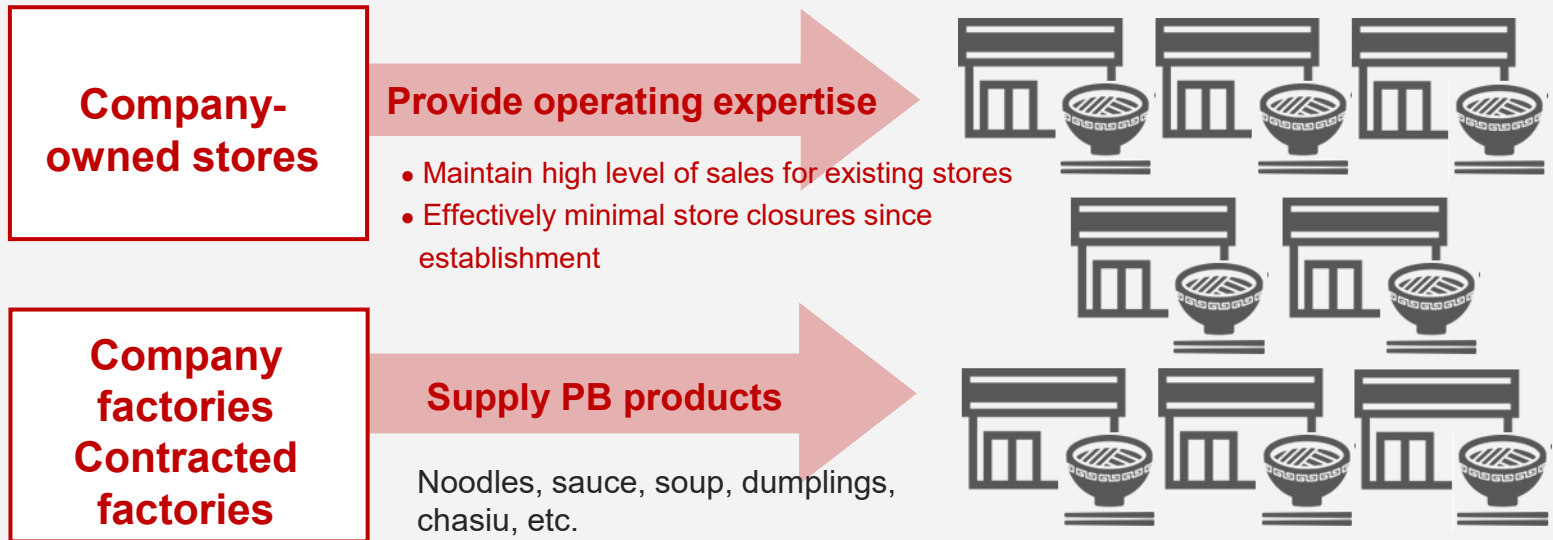 Company-
owned stores
Provide operating expertise
● Maintain high level of sales for existing stores
● Effectively minimal store closures since
establishment
Company
factories
Contracted
factories
Supply PB products
Noodles, sauce, soup, dumplings,
chasiu, etc.